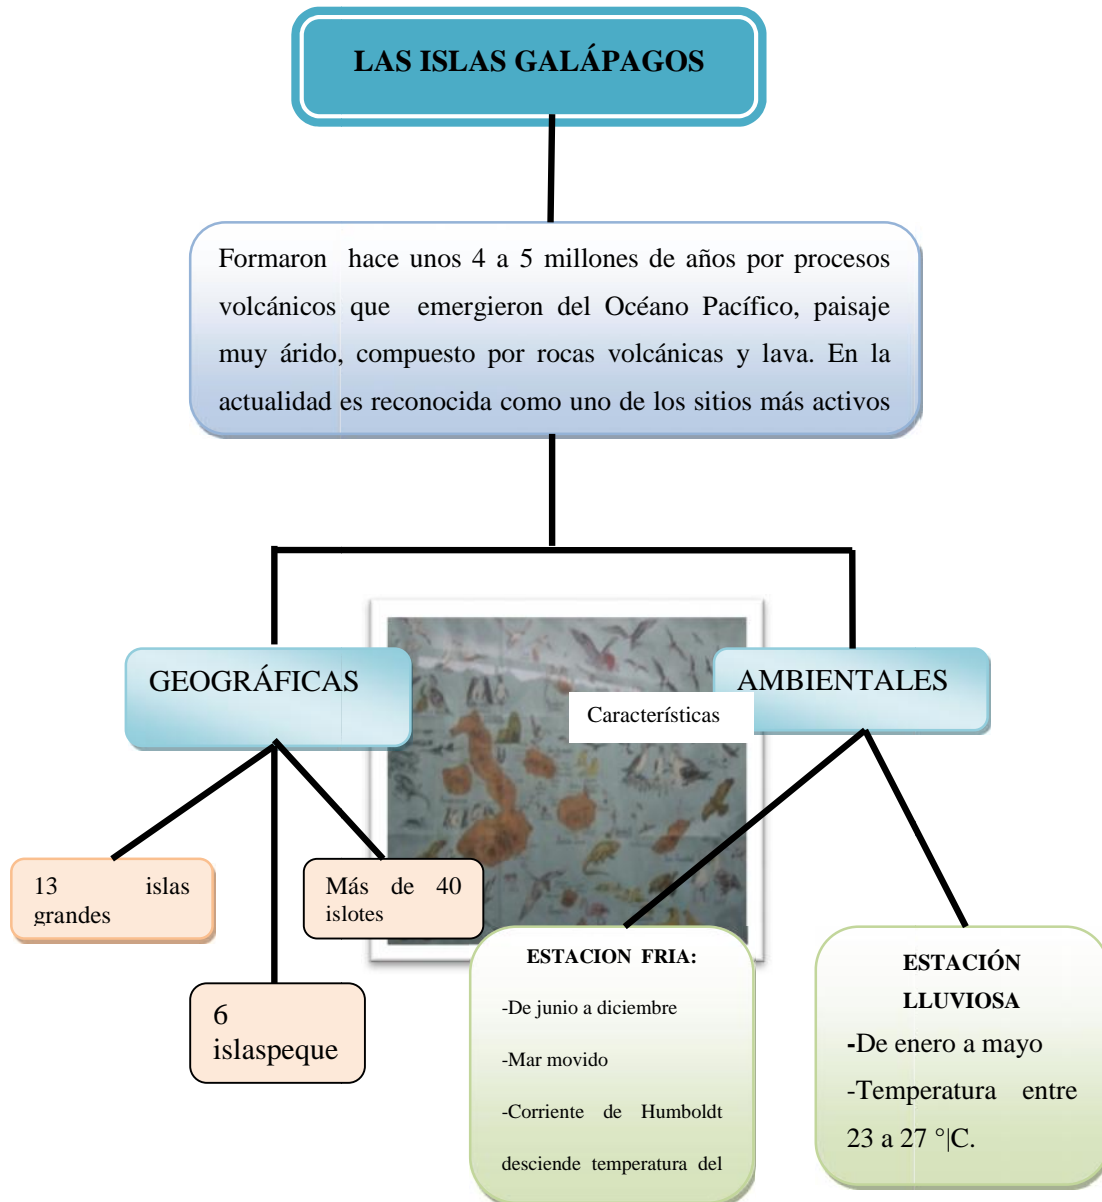 LAS ISLAS GALÁPAGOS
Formaron hace unos 4 a 5 millones de años por procesos
volcánicos que emergieron del Océano Pacífico, paisaje
muy árido, compuesto por rocas volcánicas y lava. En la
actualidad es reconocida como uno de los sitios más activos
GEOGRÁFICAS
Características
AMBIENTALES
13 islas
grandes
Más de 40
islotes
6
islaspeque
ESTACION FRIA:
-De junio a diciembre
-Mar movido
-Corriente de Humboldt
desciende temperatura del
ESTACIÓN
LLUVIOSA
-De enero a mayo
-Temperatura entre
23 a 27 °|C.